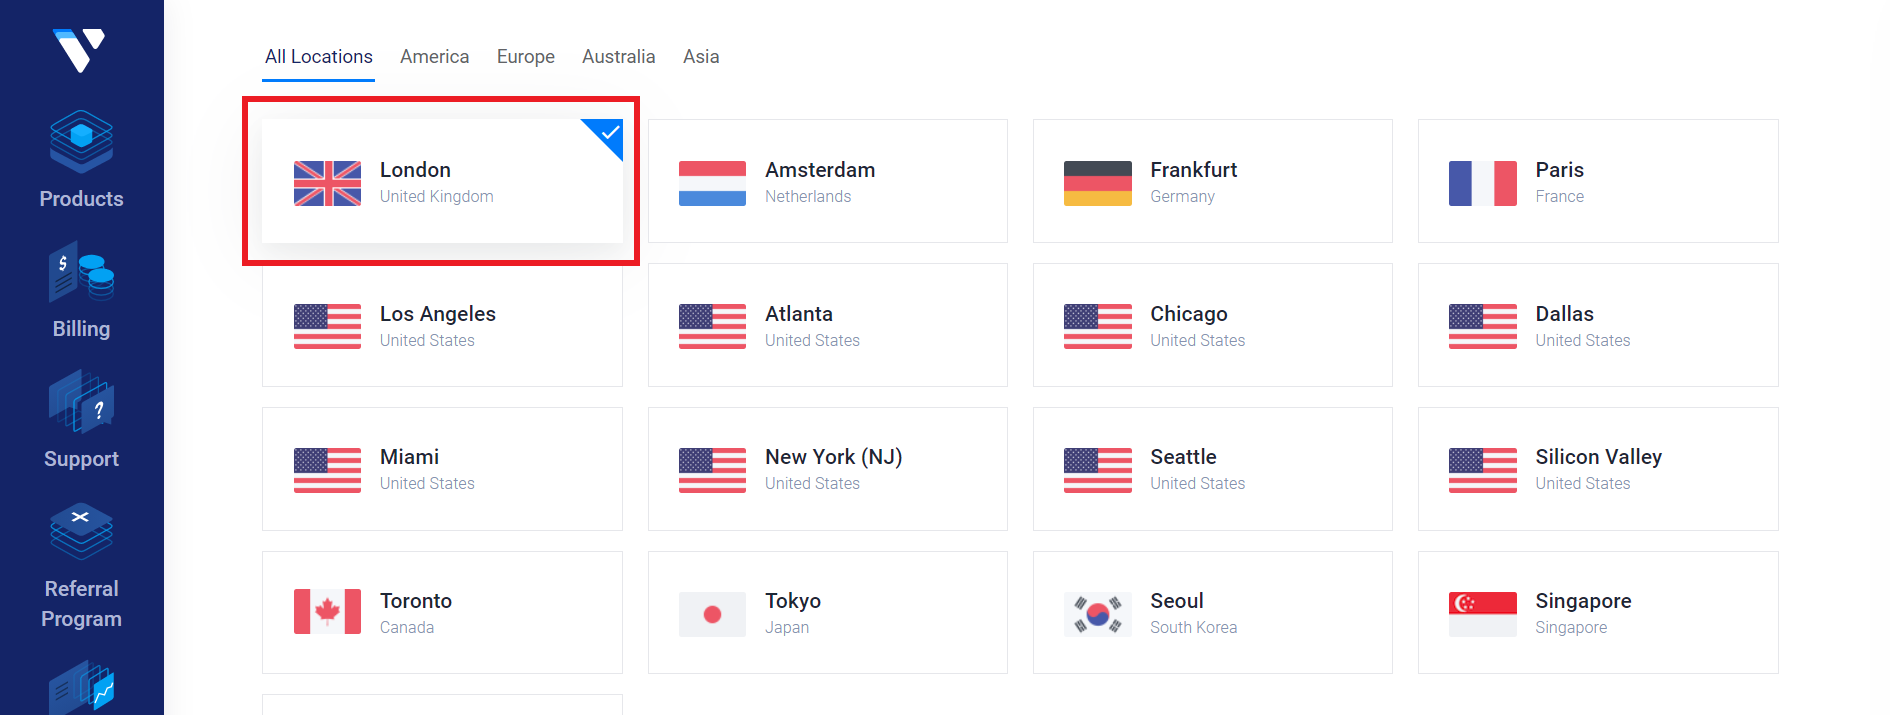 All Locations America Europe Australia Asia
Products
Billing
$
Support
?
Referral
Program
London
United Kingdom
Amsterdam
Netherlands
Frankfurt
Germany
Paris
France
Los Angeles
United States
Atlanta
United States
Chicago
United States
Dallas
United States
Miami
United States
New York (NJ)
United States
Seattle
United States
Silicon Valley
United States
Toronto
Canada
Tokyo
Japan
Seoul
South Korea
Singapore
Singapore